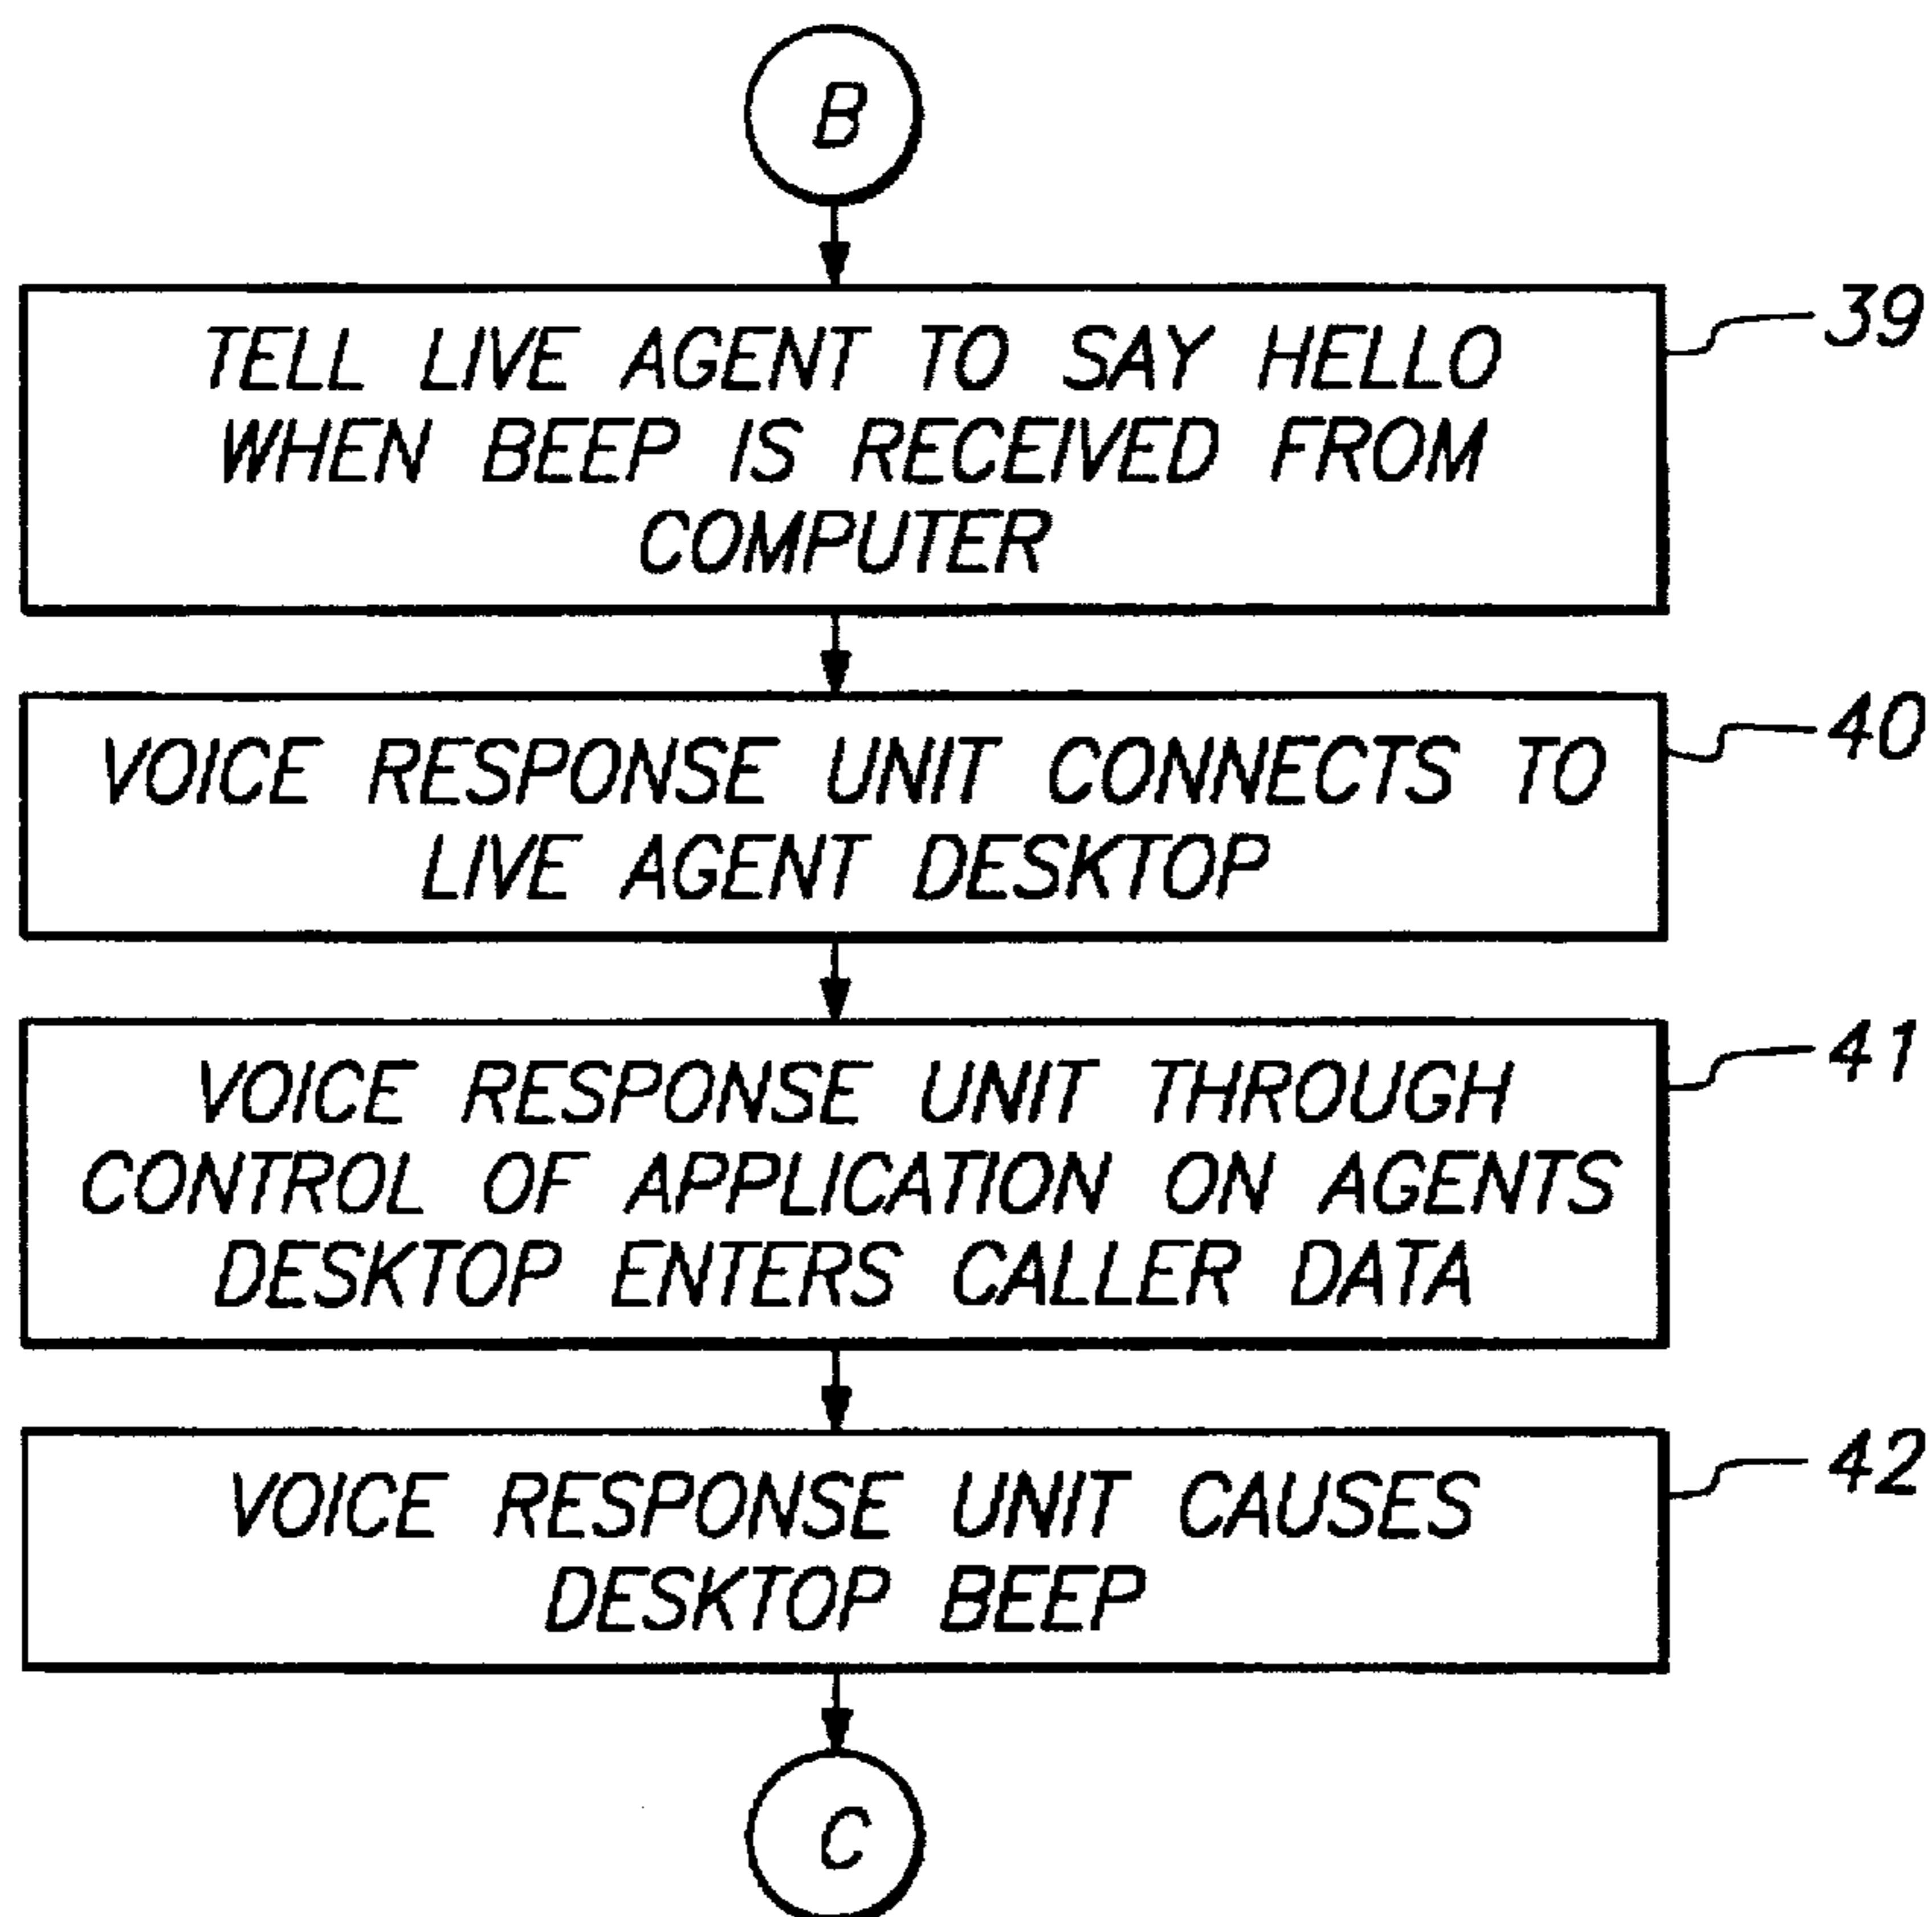 B
TELL LIVE AGENT TO SAY HELLO
WHEN BEEP IS RECEIVED FROM
COMPUTER
39
VOICE RESPONSE UNIT CONNECTS TO
LIVE AGENT DESKTOP
40
VOICE RESPONSE UNIT THROUGH
CONTROL OF APPLICATION ON AGENTS
DESKTOP ENTERS CALLER DATA
41
VOICE RESPONSE UNIT CAUSES
DESKTOP BEEP
42
C